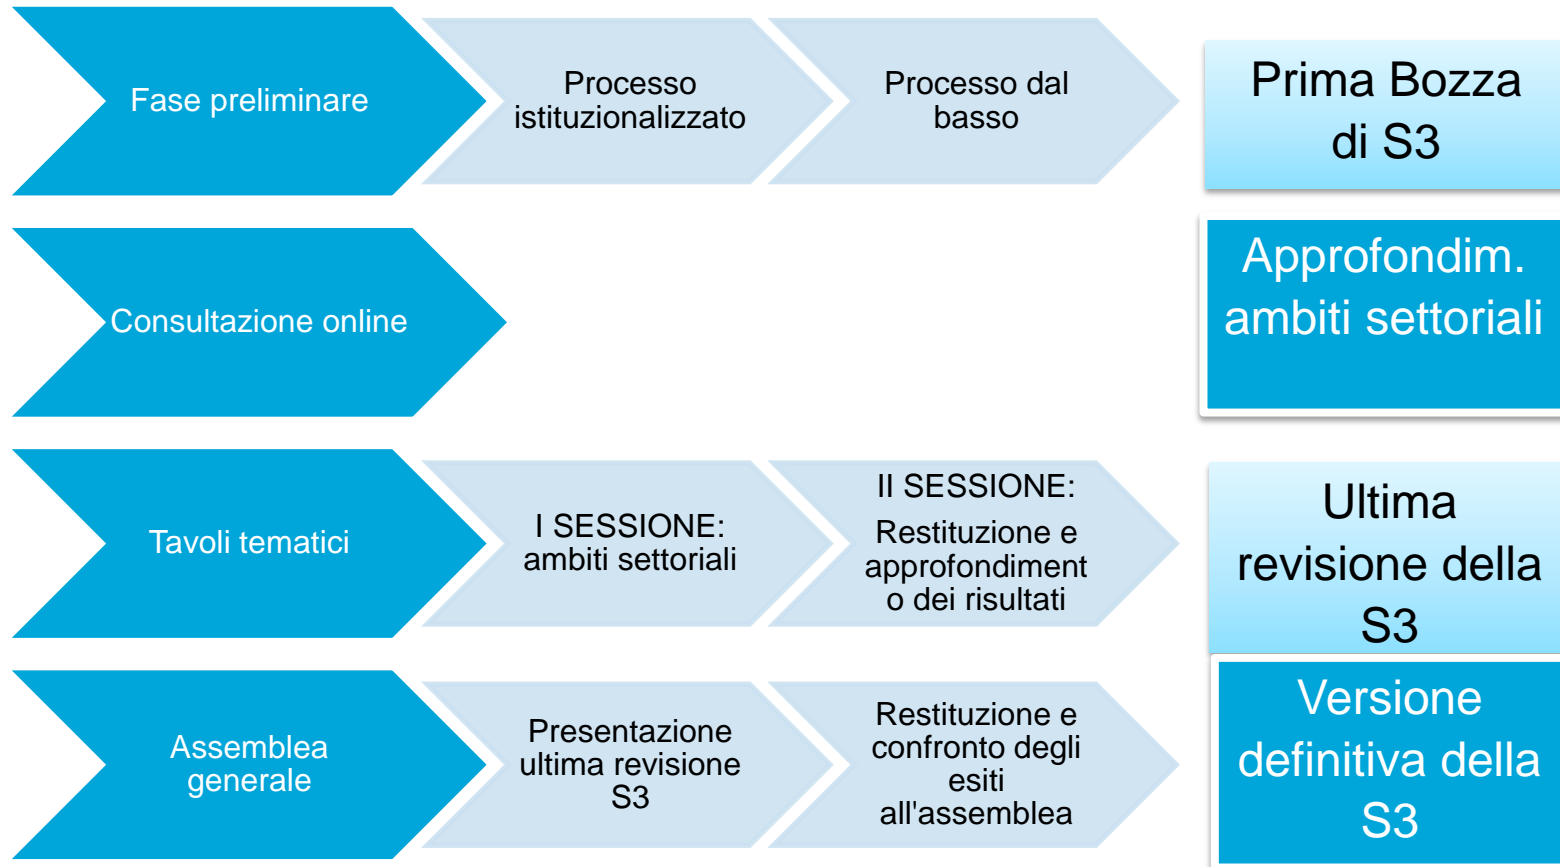 Fase preliminare
Processo
istituzionalizzato
Processo dal
basso
Prima Bozza
di S3
Consultazione online
Approfondim.
ambiti settoriali
Tavoli tematici
I SESSIONE:
ambiti settoriali
II SESSIONE:
Restituzione e
approfondiment
o dei risultati
Ultima
revisione della
S3
Assemblea
generale
Presentazione
ultima revisione
S3
Restituzione e
confronto degli
esiti
all'assemblea
Versione
definitiva della
S3